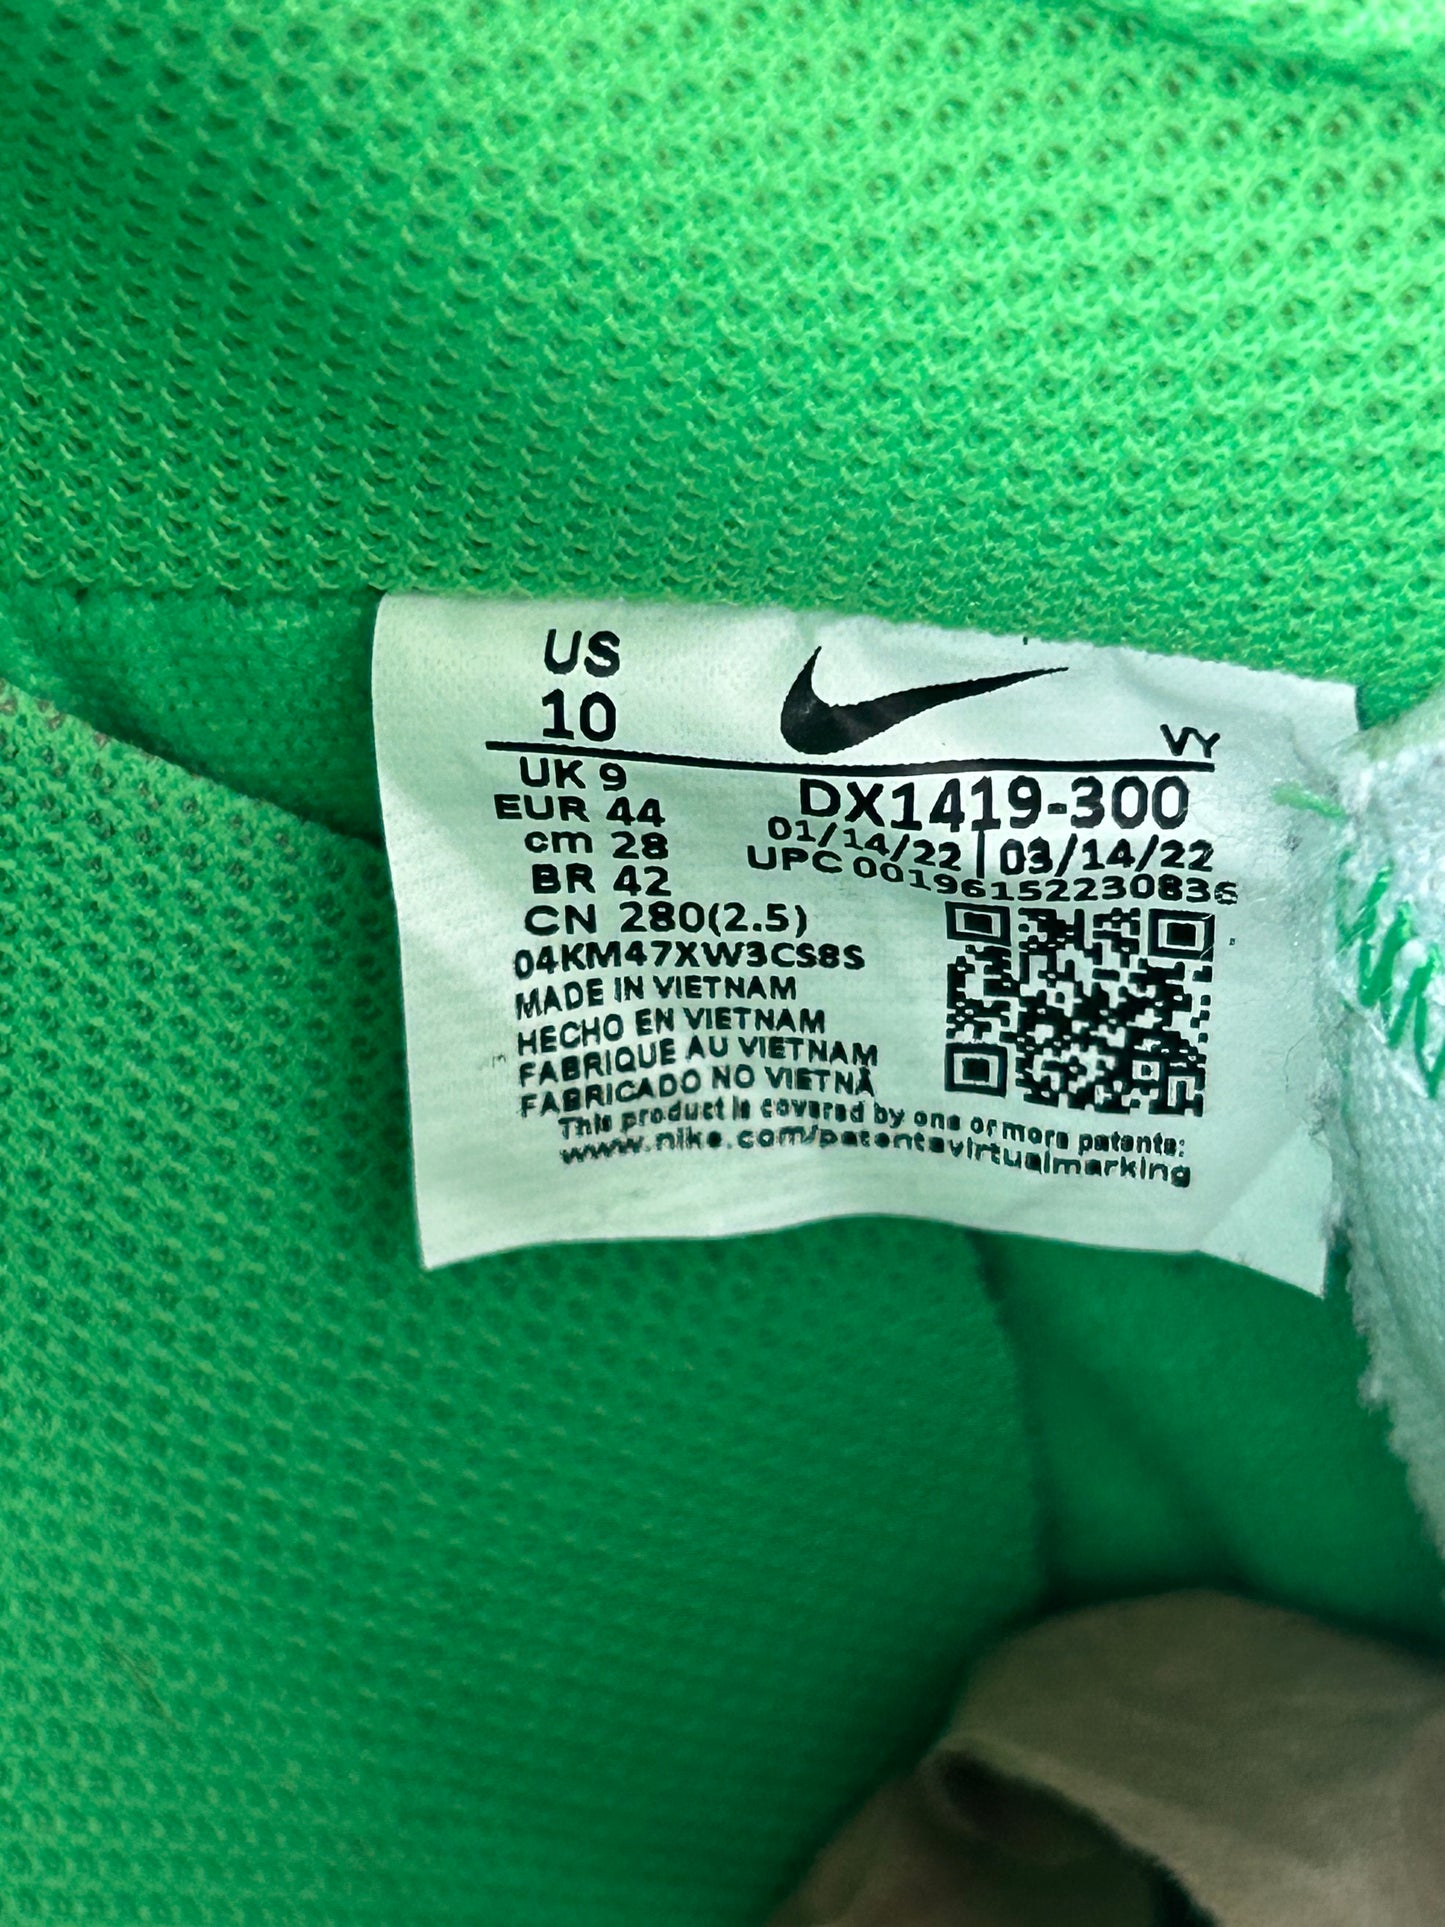 US
10
VY
UK 9
EUR 44
cm 28
BR 42
CN 280(2.5)
DX1419-300
01/14/22 | 03/14/22
UPC 00196152230836
04KM47XW3CS8S
MADE IN VIETNAM
HECHO EN VIETNAM
FABRIQUE AU VIETNAM
FABRICADO NO VIETNÃ
This product is covered by one or more patents:
www.nike.com/patentsvirtualmarking